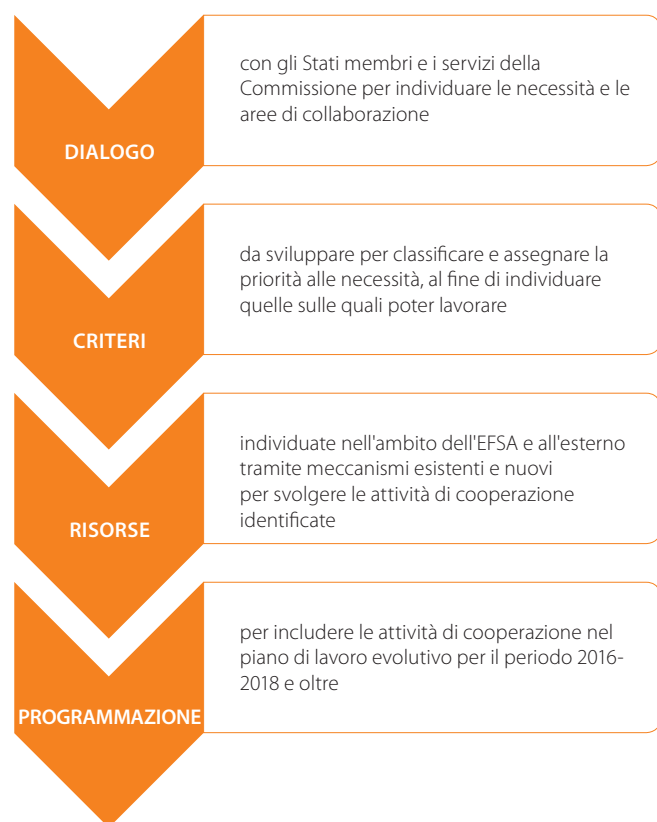 con gli Stati membri e i servizi della
Commissione per individuare le necessità e le
aree di collaborazione
DIALOGO
da sviluppare per classificare e assegnare la
priorità alle necessità, al fine di individuare
quelle sulle quali poter lavorare
CRITERI
individuate nell'ambito dell'EFSA e all'esterno
tramite meccanismi esistenti e nuovi
per svolgere le attività di cooperazione
identificate
RISORSE
per includere le attività di cooperazione nel
piano di lavoro evolutivo per il periodo 2016-
2018 e oltre
PROGRAMMAZIONE